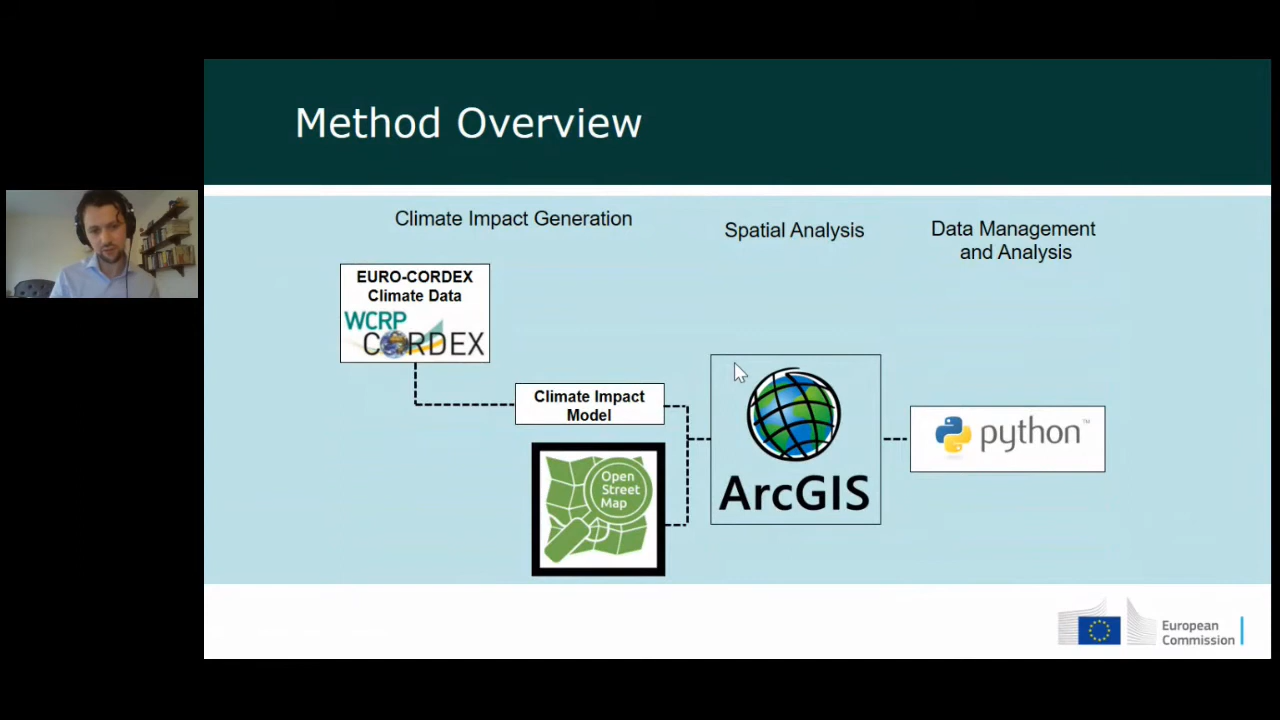 Method Overview
Climate Impact Generation
Spatial Analysis
Data Management
and Analysis
EURO-CORDEX
Climate Data
WCRP
CORDEX
Climate Impact
Model
Open
Street
Map
ArcGIS
python™
European
Commission